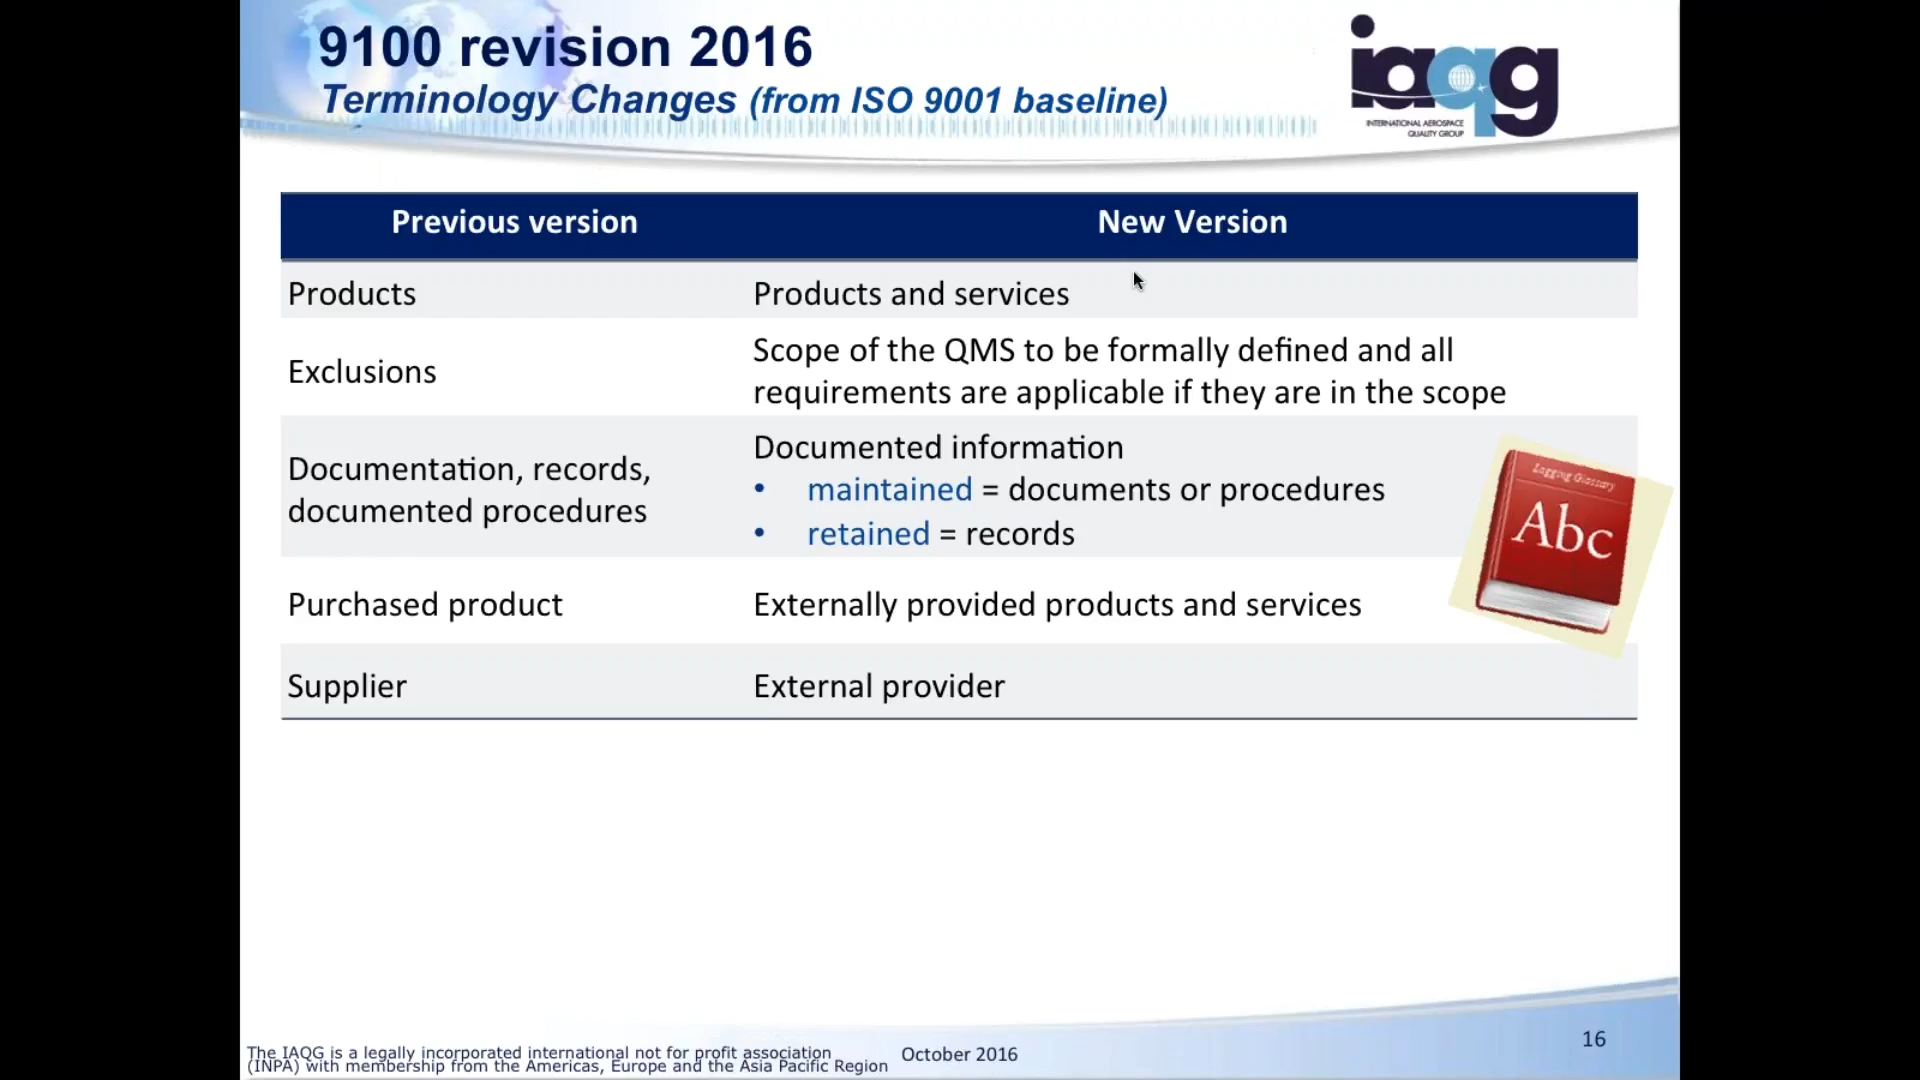 9100 revision 2016
Terminology Changes (from ISO 9001 baseline)
iaqg
INTERNATIONAL AEROSPACE
QUALITY GROUP
Previous version
New Version
Products
Products and services
Exclusions
Scope of the QMS to be formally defined and all
requirements are applicable if they are in the scope
Documentation, records,
documented procedures
Documented information
• maintained = documents or procedures
• retained = records
Logging Glossary
Abc
Purchased product
Externally provided products and services
Supplier
External provider
The IAQG is a legally incorporated international not for profit association
(INPA) with membership from the Americas, Europe and the Asia Pacific Region
October 2016
16